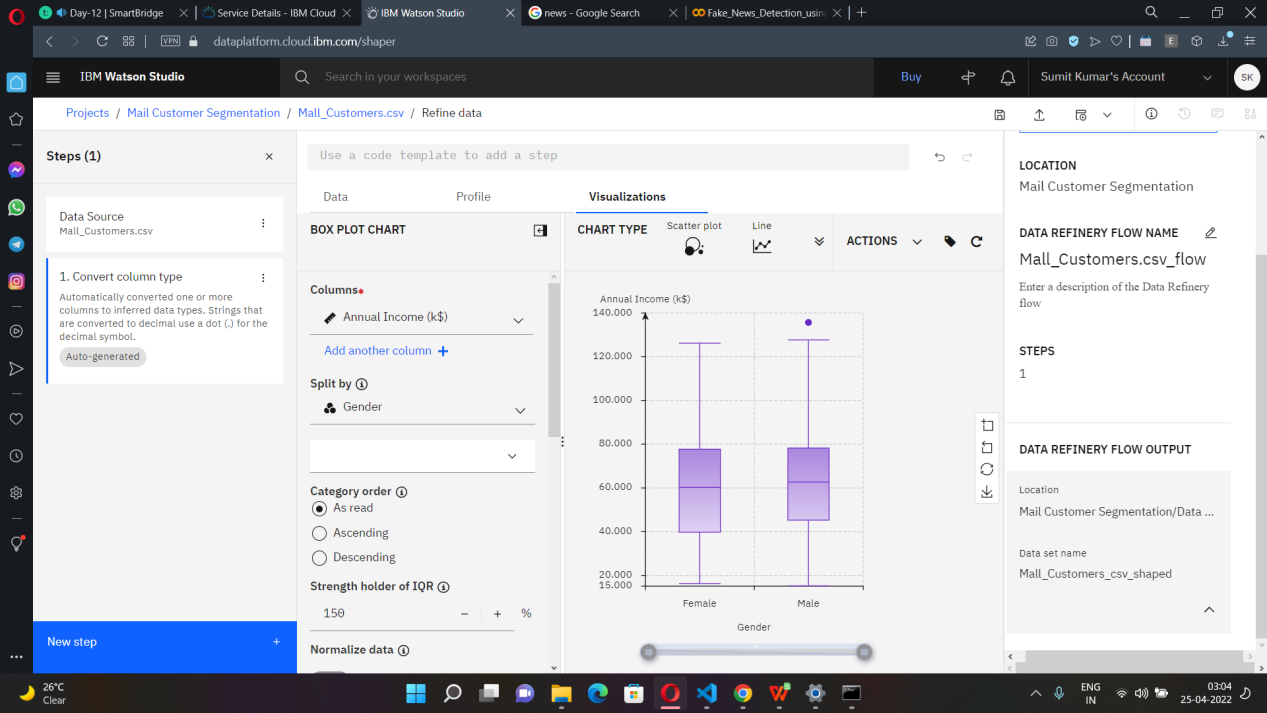 Day-12 | SmartBridge
Service Details - IBM Cloud
IBM Watson Studio
news - Google Search
Fake_News_Detection_usin
VPN
dataplatform.cloud.ibm.com/shaper
E
IBM Watson Studio
Search in your workspaces
Buy
Sumit Kumar's Account
SK
Projects / Mail Customer Segmentation / Mall_Customers.csv / Refine data
Steps (1)
Data Source
Mall_Customers.csv
1. Convert column type
Automatically converted one or more
columns to inferred data types. Strings that
are converted to decimal use a dot (.) for the
decimal symbol.
Auto-generated
New step +
Use a code template to add a step
Data
Profile
Visualizations
BOX PLOT CHART
Columns*
Annual Income (k$)
Add another column +
Split by
Gender
Category order
As read
Ascending
Descending
Strength holder of IQR
150 − + %
Normalize data
CHART TYPE
Scatter plot
Line
ACTIONS
Annual Income (k$)
140.000
120.000
100.000
80.000
60.000
40.000
20.000
15.000
Female
Male
Gender
LOCATION
Mail Customer Segmentation
DATA REFINERY FLOW NAME
Mall_Customers.csv_flow
Enter a description of the Data Refinery
flow
STEPS
1
DATA REFINERY FLOW OUTPUT
Location
Mail Customer Segmentation/Data ...
Data set name
Mall_Customers_csv_shaped
26°C
Clear
ENG
IN
03:04
25-04-2022